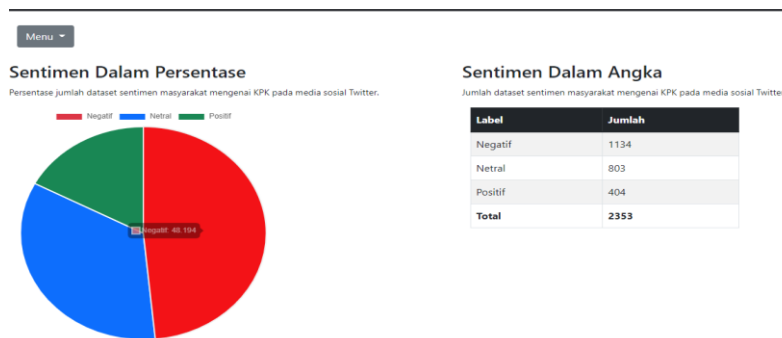 Menu
Sentimen Dalam Persentase
Persentase jumlah dataset sentimen masyarakat mengenai KPK pada media sosial Twitter.
Negatif Netral Positif
Negatif: 48.194
Sentimen Dalam Angka
Jumlah dataset sentimen masyarakat mengenai KPK pada media sosial Twitter
Label Jumlah
Negatif 1134
Netral 803
Positif 404
Total 2353